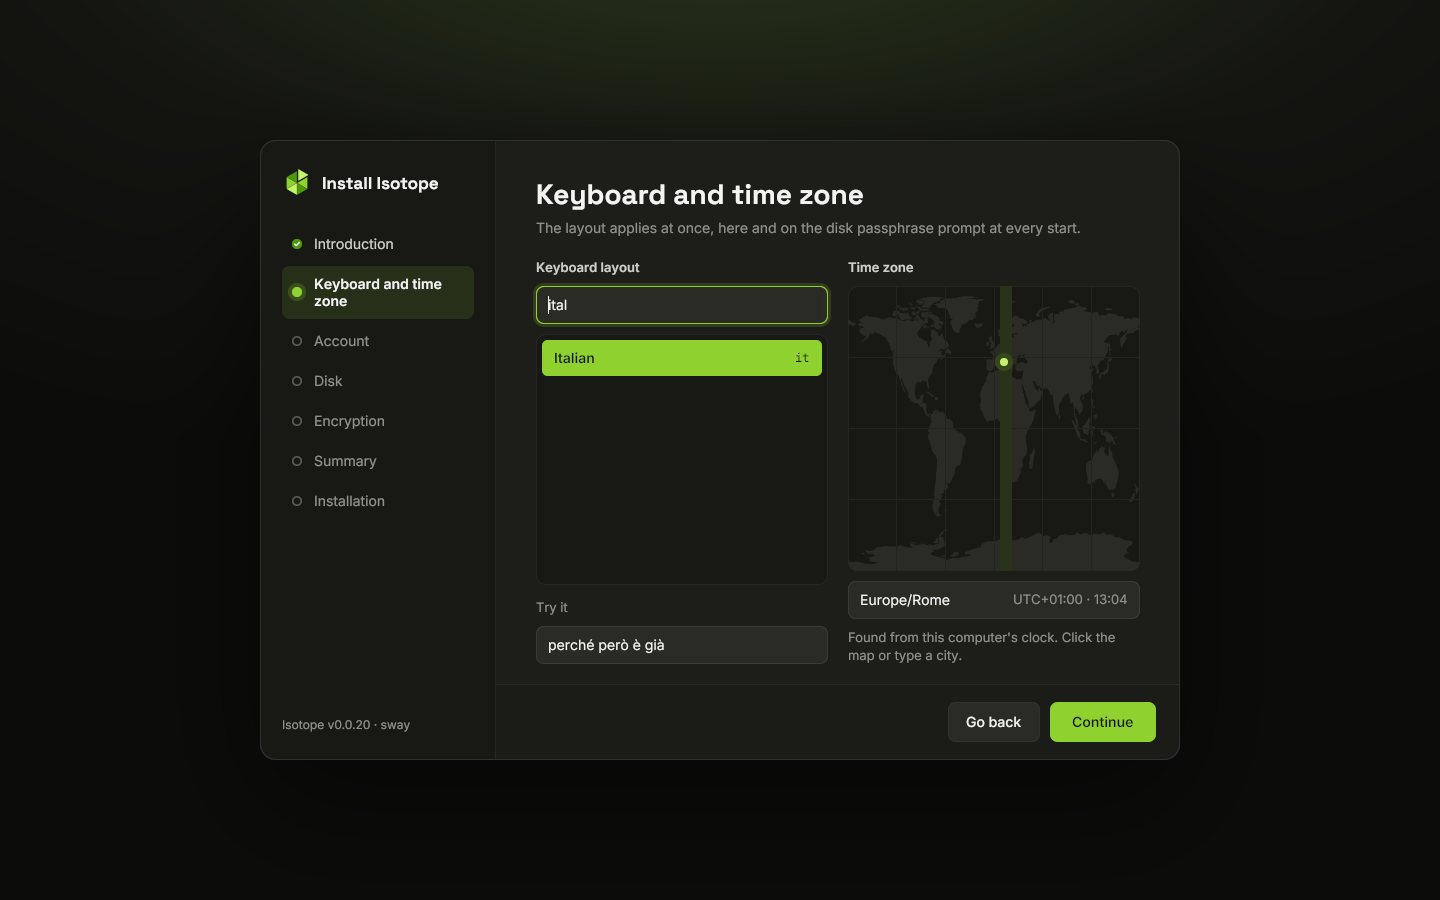 Install Isotope
Introduction
Keyboard and time
zone
Account
Disk
Encryption
Summary
Installation
Isotope v0.0.20 · sway
Keyboard and time zone
The layout applies at once, here and on the disk passphrase prompt at every start.
Keyboard layout
ital
Italian it
Try it
perché però è già
Time zone
Europe/Rome UTC+01:00 · 13:04
Found from this computer's clock. Click the
map or type a city.
Go back Continue